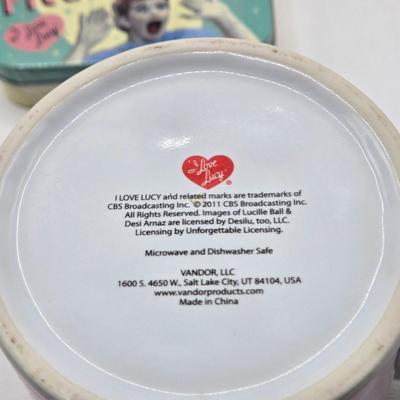 I Love
Lucy
I Love
Lucy®
I LOVE LUCY and related marks are trademarks of
CBS Broadcasting Inc. © 2011 CBS Broadcasting Inc.
All Rights Reserved. Images of Lucille Ball &
Desi Arnaz are licensed by Desilu, too, LLC.
Licensing by Unforgettable Licensing.
Microwave and Dishwasher Safe
VANDOR, LLC
1600 S. 4650 W., Salt Lake City, UT 84104, USA
www.vandorproducts.com
Made in China